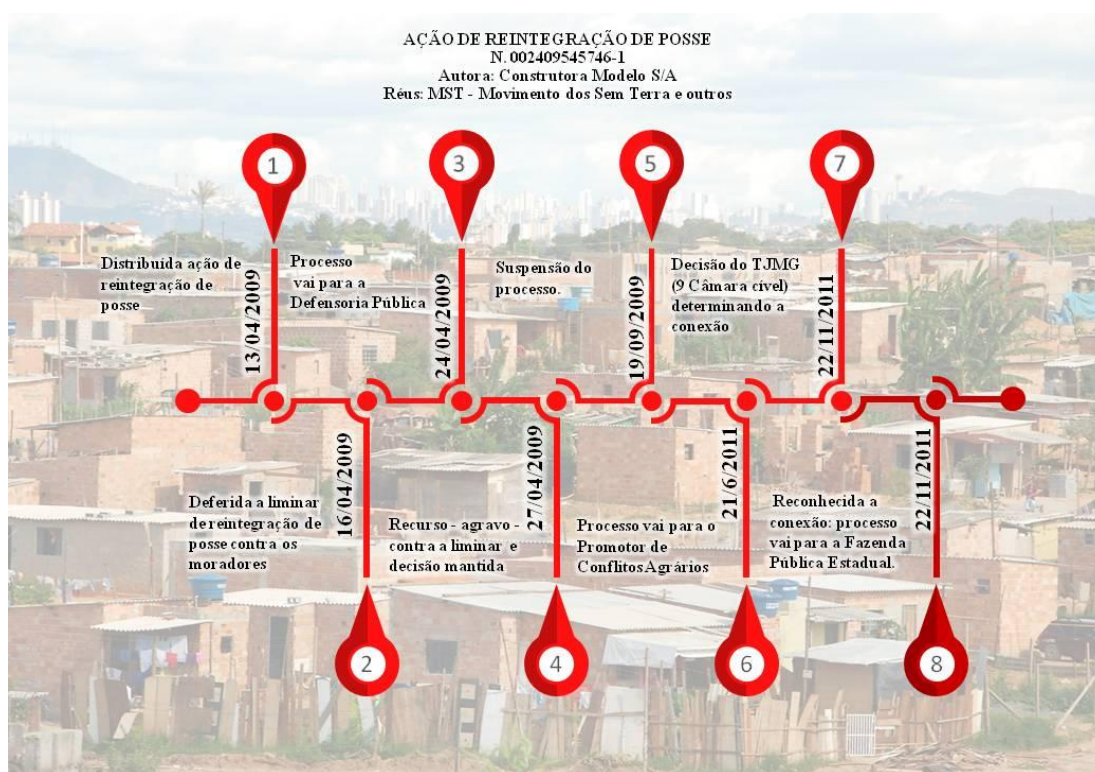 AÇÃO DE REINTEGRAÇÃO DE POSSE
N. 002409545746-1
Autora: Construtora Modelo S/A
Réus: MST - Movimento dos Sem Terra e outros
1
Distribuída ação de
reintegração de
posse
13/04/2009
2
Deferida a liminar
de reintegração de
posse contra os
moradores
16/04/2009
3
Processo
vai para a
Defensoria Pública
24/04/2009
4
Recurso - agravo -
contra a liminar e
decisão mantida
27/04/2009
5
Suspensão do
processo.
19/09/2009
6
Processo vai para o
Promotor de
Conflitos Agrários
21/6/2011
7
Decisão do TJMG
(9 Câmara cível)
determinando a
conexão
22/11/2011
8
Reconhecida a
conexão: processo
vai para a Fazenda
Pública Estadual.
22/11/2011